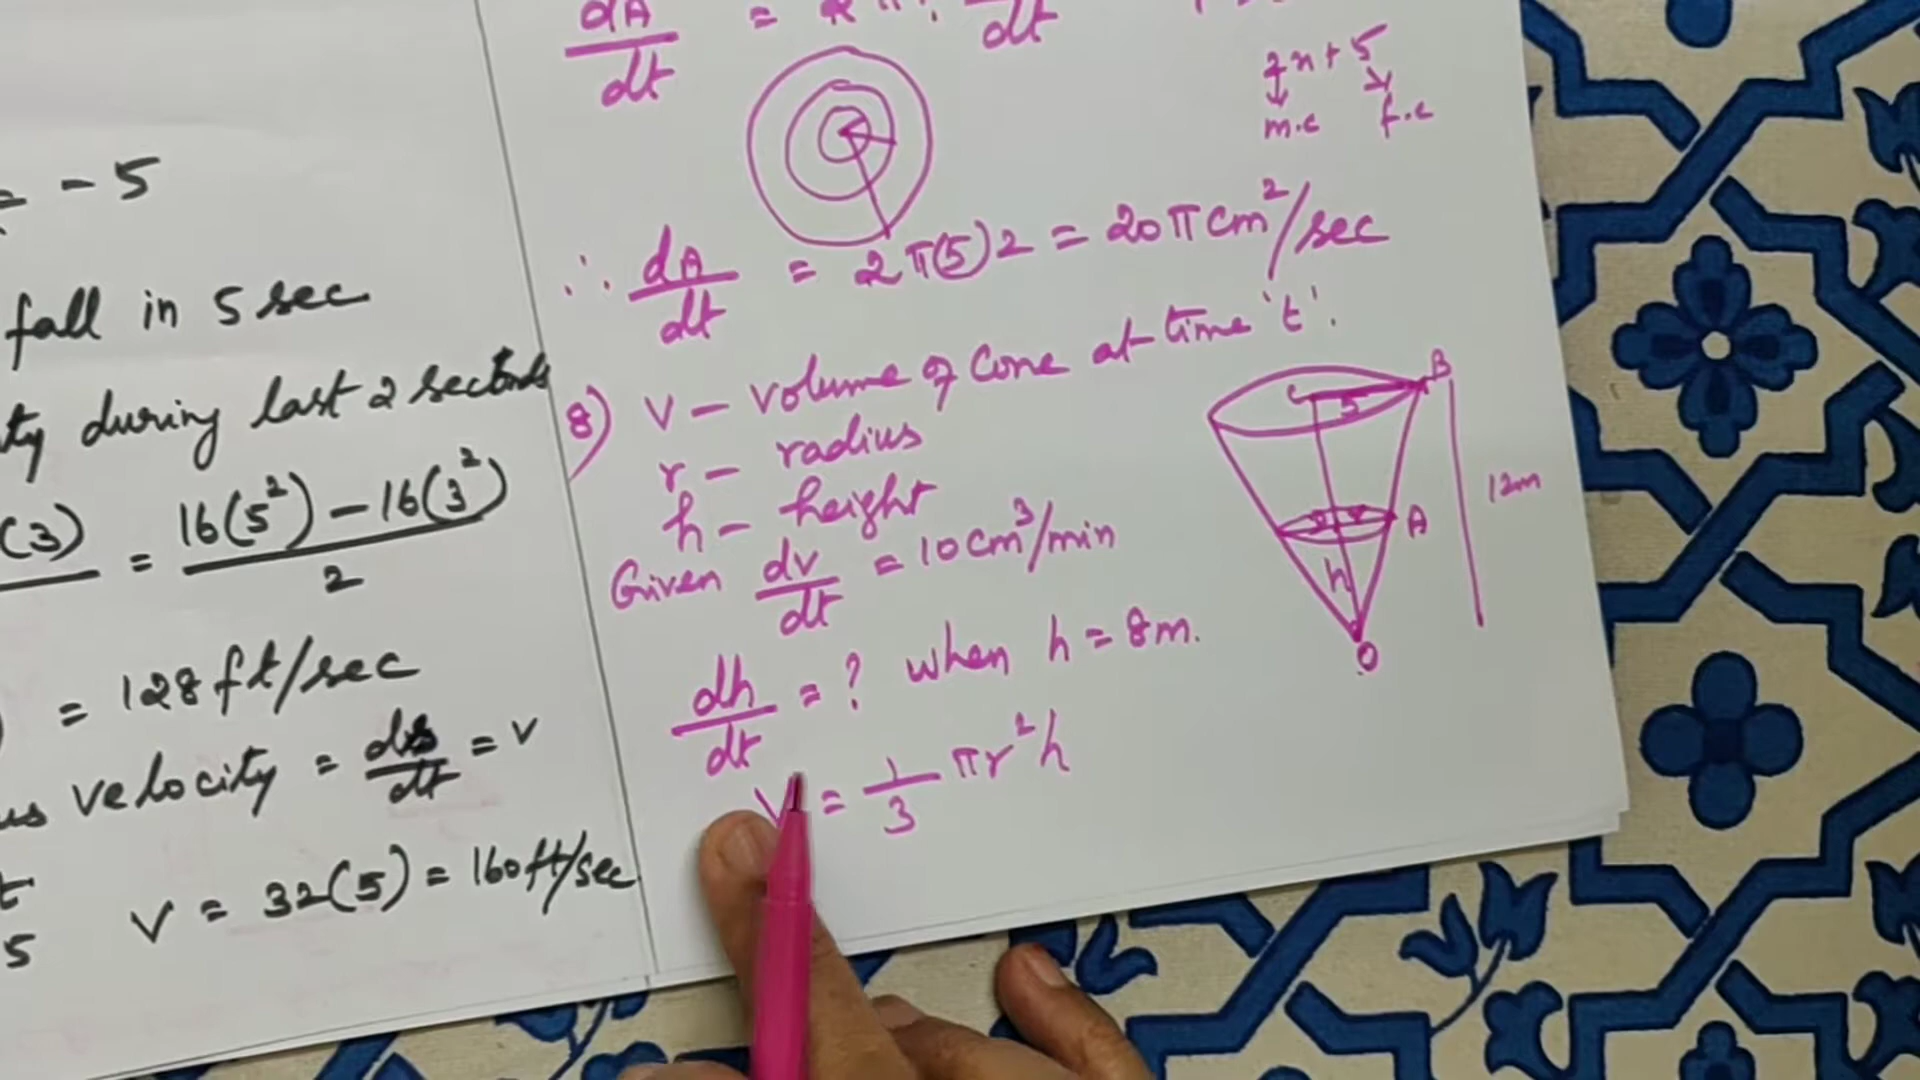 = - 5
fall in 5 sec
ty during last 2 seconds
(3) = 16(5²) - 16(3²)
2
= 128 ft/sec
us velocity = ds/dt = v
V = 32(5) = 160 ft/sec
5
dA/dt =
dt
2x + 5
m.c f.c
∴ dA/dt = 2π(5)2 = 20π cm²/sec
8) V - volume of Cone at time 't'.
r - radius
h - height
Given dv/dt = 10 cm³/min
dh/dt = ? when h = 8m.
V = 1/3 πr²h
C 5 B
12m
r A
h
O